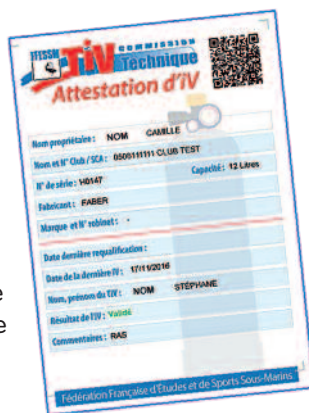 FFESSM
TiV COMMISSION Technique
Attestation d'iV
Nom propriétaire : NOM CAMILLE
Nom et N° Club / SCA : 0505111111 CLUB TEST
N° de série : H0147 Capacité : 12 Litres
Fabricant : FABER
Marque et N° robinet : -
Date dernière requalification :
Date de la dernière IV : 17/11/2016
Nom, prénom du TIV : NOM STÉPHANE
Résultat de l'IV : Validé
Commentaires : RAS
Fédération Française d'Études et de Sports Sous-Marins
e
e